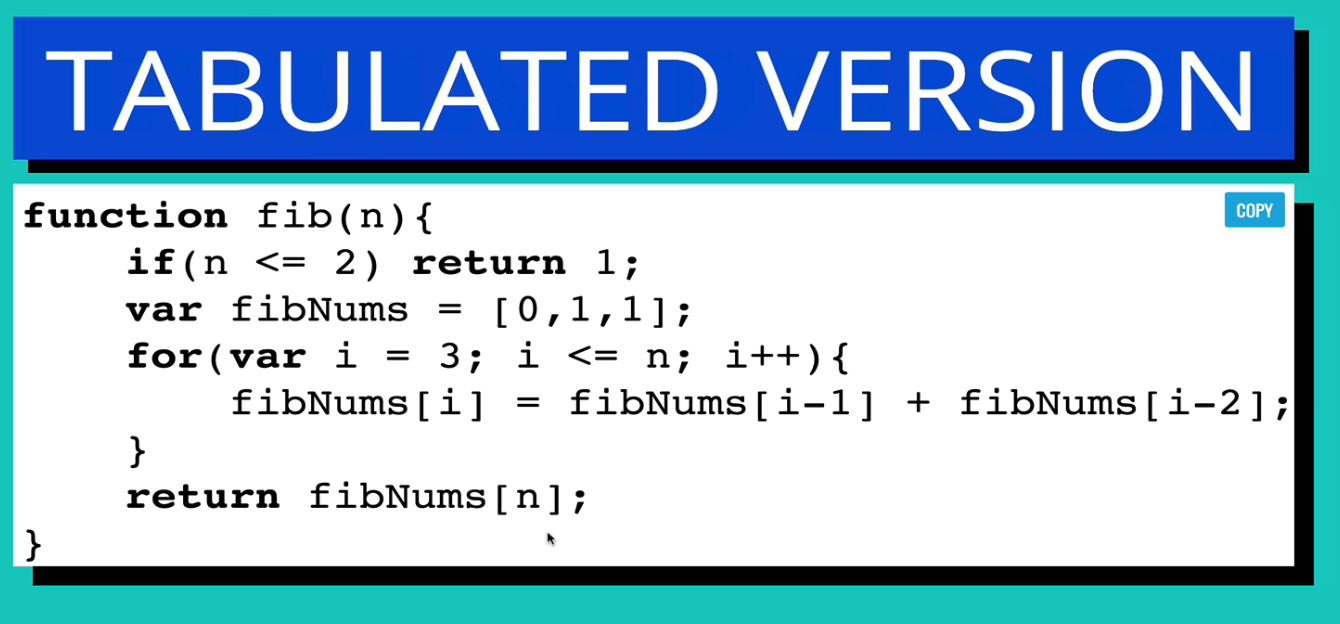 TABULATED VERSION
COPY
function fib(n){
    if(n <= 2) return 1;
    var fibNums = [0,1,1];
    for(var i = 3; i <= n; i++){
        fibNums[i] = fibNums[i-1] + fibNums[i-2];
    }
    return fibNums[n];
}